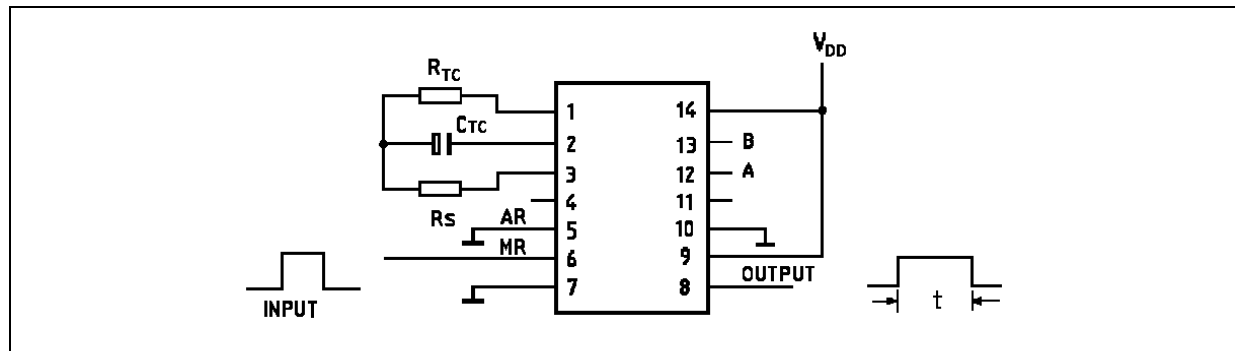 V_DD
R_TC
C_TC
R_S
1 14
2 13 B
3 12 A
4 11
AR 5 10
MR 6 9
7 8 OUTPUT
INPUT
t